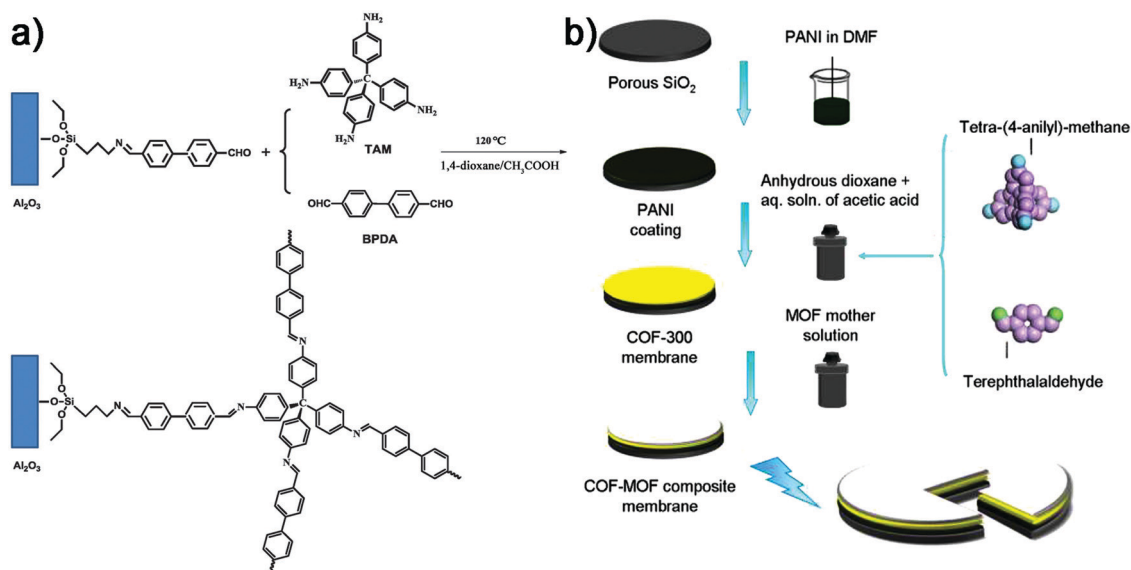 a)
NH₂
H₂N
C
NH₂
NH₂
TAM
O
O
Si
O
N
CHO
+
Al₂O₃
120℃
1,4-dioxane/CH₃COOH
CHO
CHO
BPDA
N
O
O
Si
O
N
N
C
N
N
Al₂O₃
b)
Porous SiO₂
PANI in DMF
PANI
coating
Anhydrous dioxane +
aq. soln. of acetic acid
Tetra-(4-anilyl)-methane
COF-300
membrane
MOF mother
solution
Terephthalaldehyde
COF-MOF composite
membrane